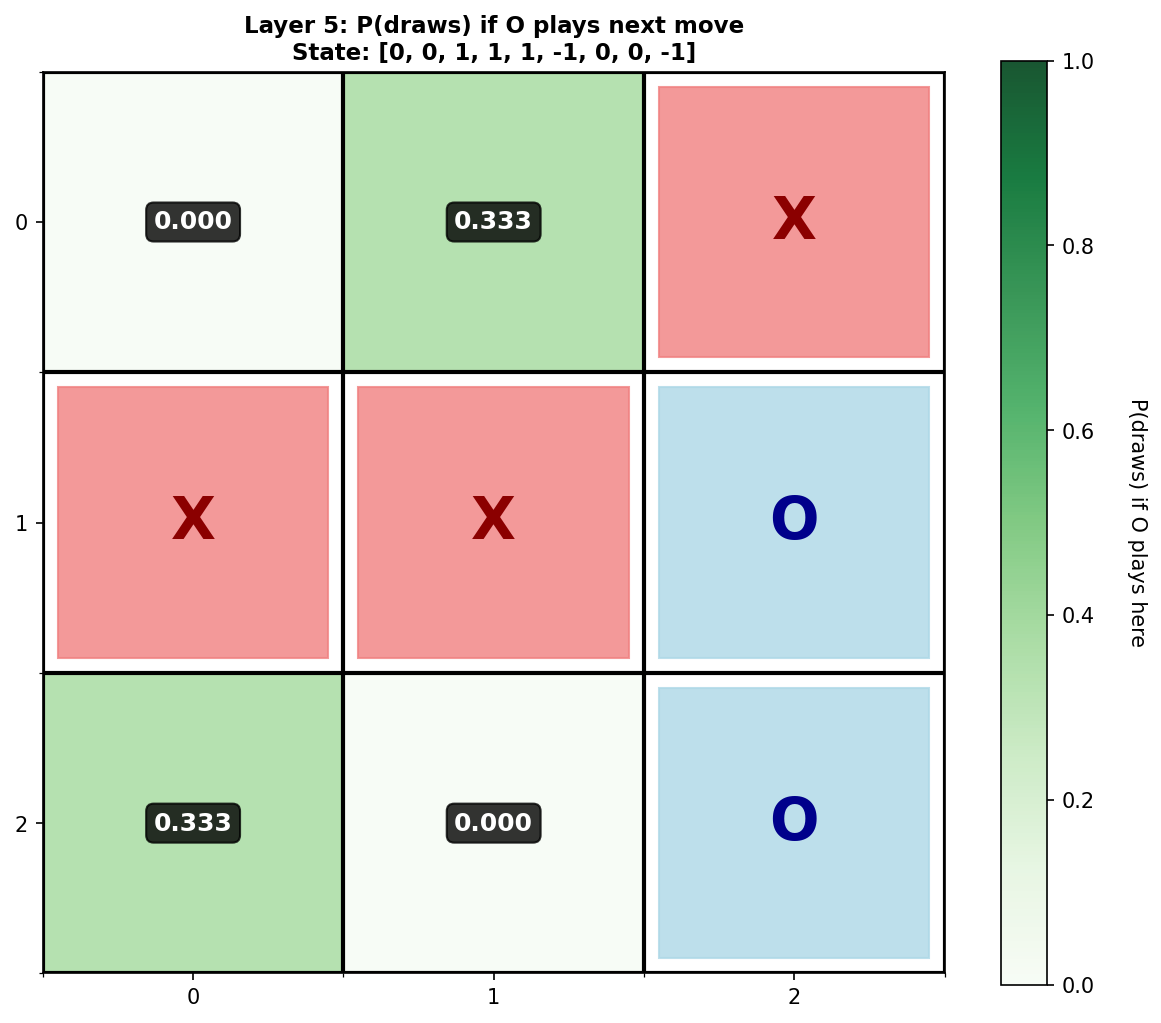 Layer 5: P(draws) if O plays next move
State: [0, 0, 1, 1, 1, -1, 0, 0, -1]
0
0.000
0.333
X
1
X
X
O
2
0.333
0.000
O
0
1
2
1.0
0.8
0.6
0.4
0.2
0.0
P(draws) if O plays here